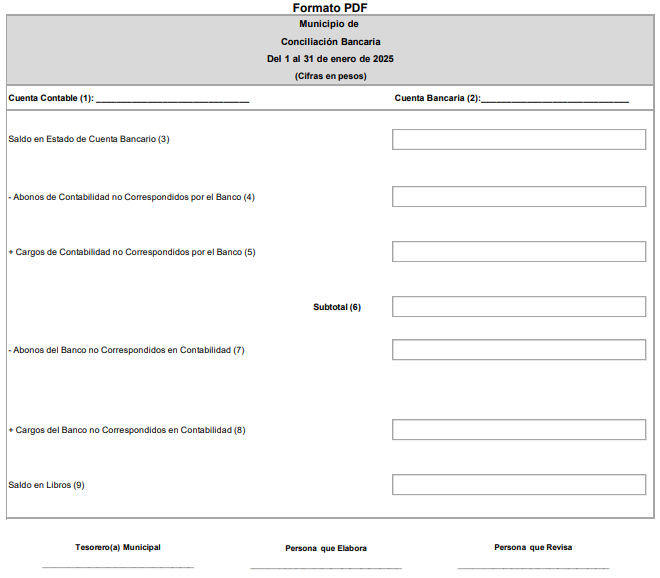 Formato PDF
Municipio de
Conciliación Bancaria
Del 1 al 31 de enero de 2025
(Cifras en pesos)
Cuenta Contable (1): ______________________________ Cuenta Bancaria (2):_____________________________
Saldo en Estado de Cuenta Bancario (3)
- Abonos de Contabilidad no Correspondidos por el Banco (4)
+ Cargos de Contabilidad no Correspondidos por el Banco (5)
Subtotal (6)
- Abonos del Banco no Correspondidos en Contabilidad (7)
+ Cargos del Banco no Correspondidos en Contabilidad (8)
Saldo en Libros (9)
Tesorero(a) Municipal Persona que Elabora Persona que Revisa